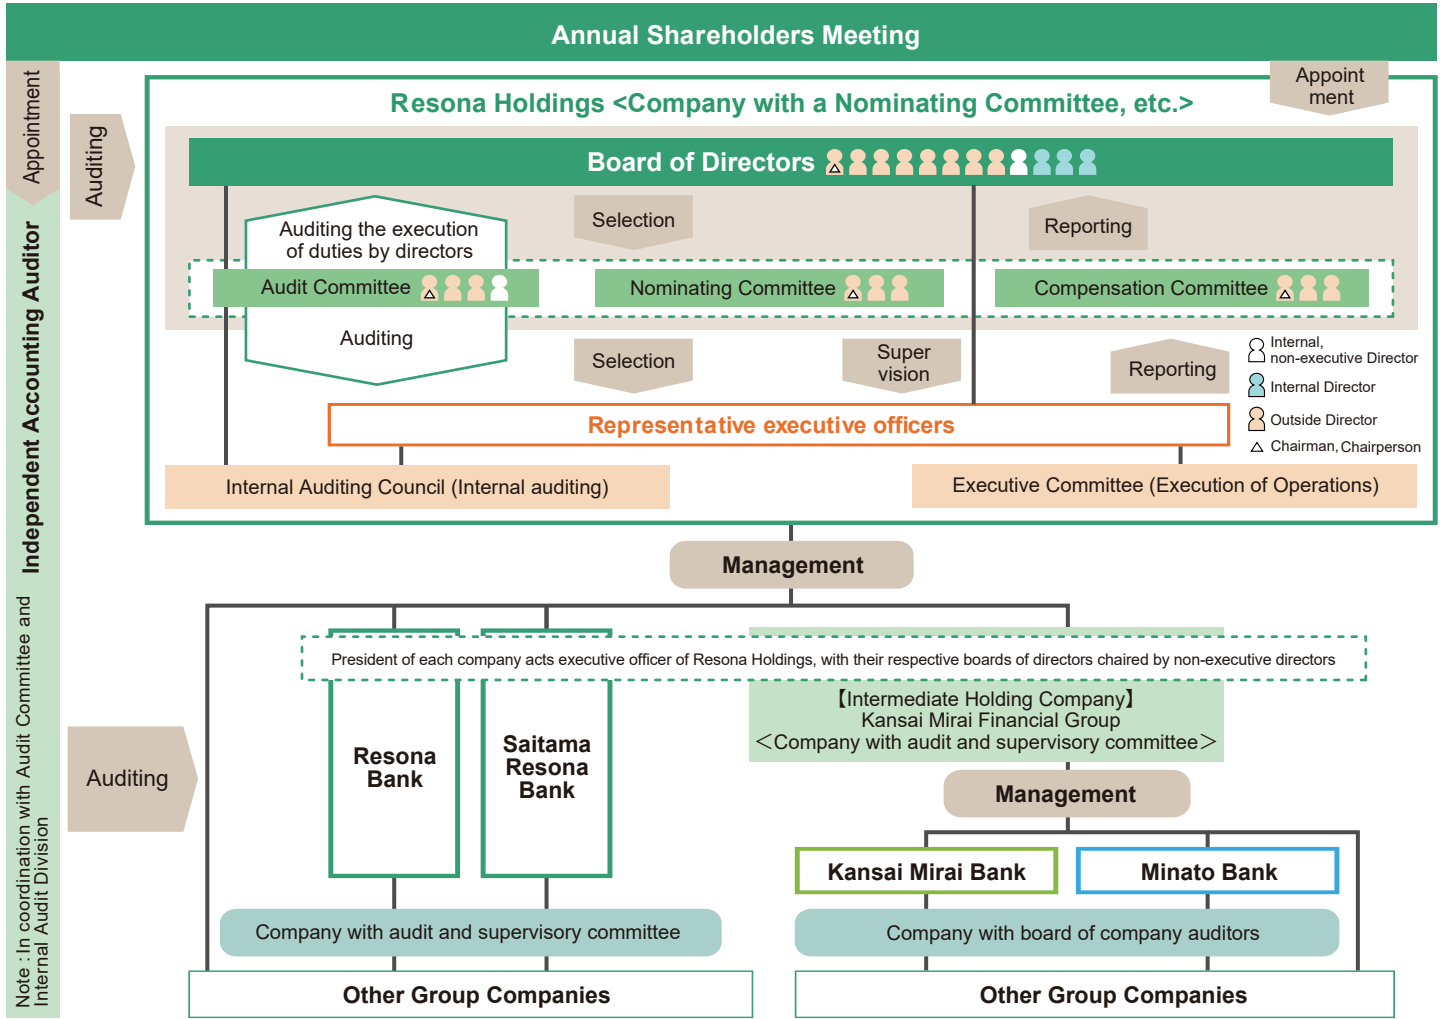 Annual Shareholders Meeting
Appointment
Independent Accounting Auditor
Note : In coordination with Audit Committee and
Internal Audit Division
Auditing
Appoint
ment
Resona Holdings <Company with a Nominating Committee, etc.>
Board of Directors
Auditing the execution
of duties by directors
Selection
Reporting
Audit Committee
Nominating Committee
Compensation Committee
Auditing
Selection
Super
vision
Reporting
Internal,
non-executive Director
Internal Director
Outside Director
Chairman, Chairperson
Representative executive officers
Internal Auditing Council (Internal auditing)
Executive Committee (Execution of Operations)
Management
President of each company acts executive officer of Resona Holdings, with their respective boards of directors chaired by non-executive directors
【Intermediate Holding Company】
Kansai Mirai Financial Group
＜Company with audit and supervisory committee＞
Auditing
Resona
Bank
Saitama
Resona
Bank
Management
Kansai Mirai Bank
Minato Bank
Company with audit and supervisory committee
Company with board of company auditors
Other Group Companies
Other Group Companies